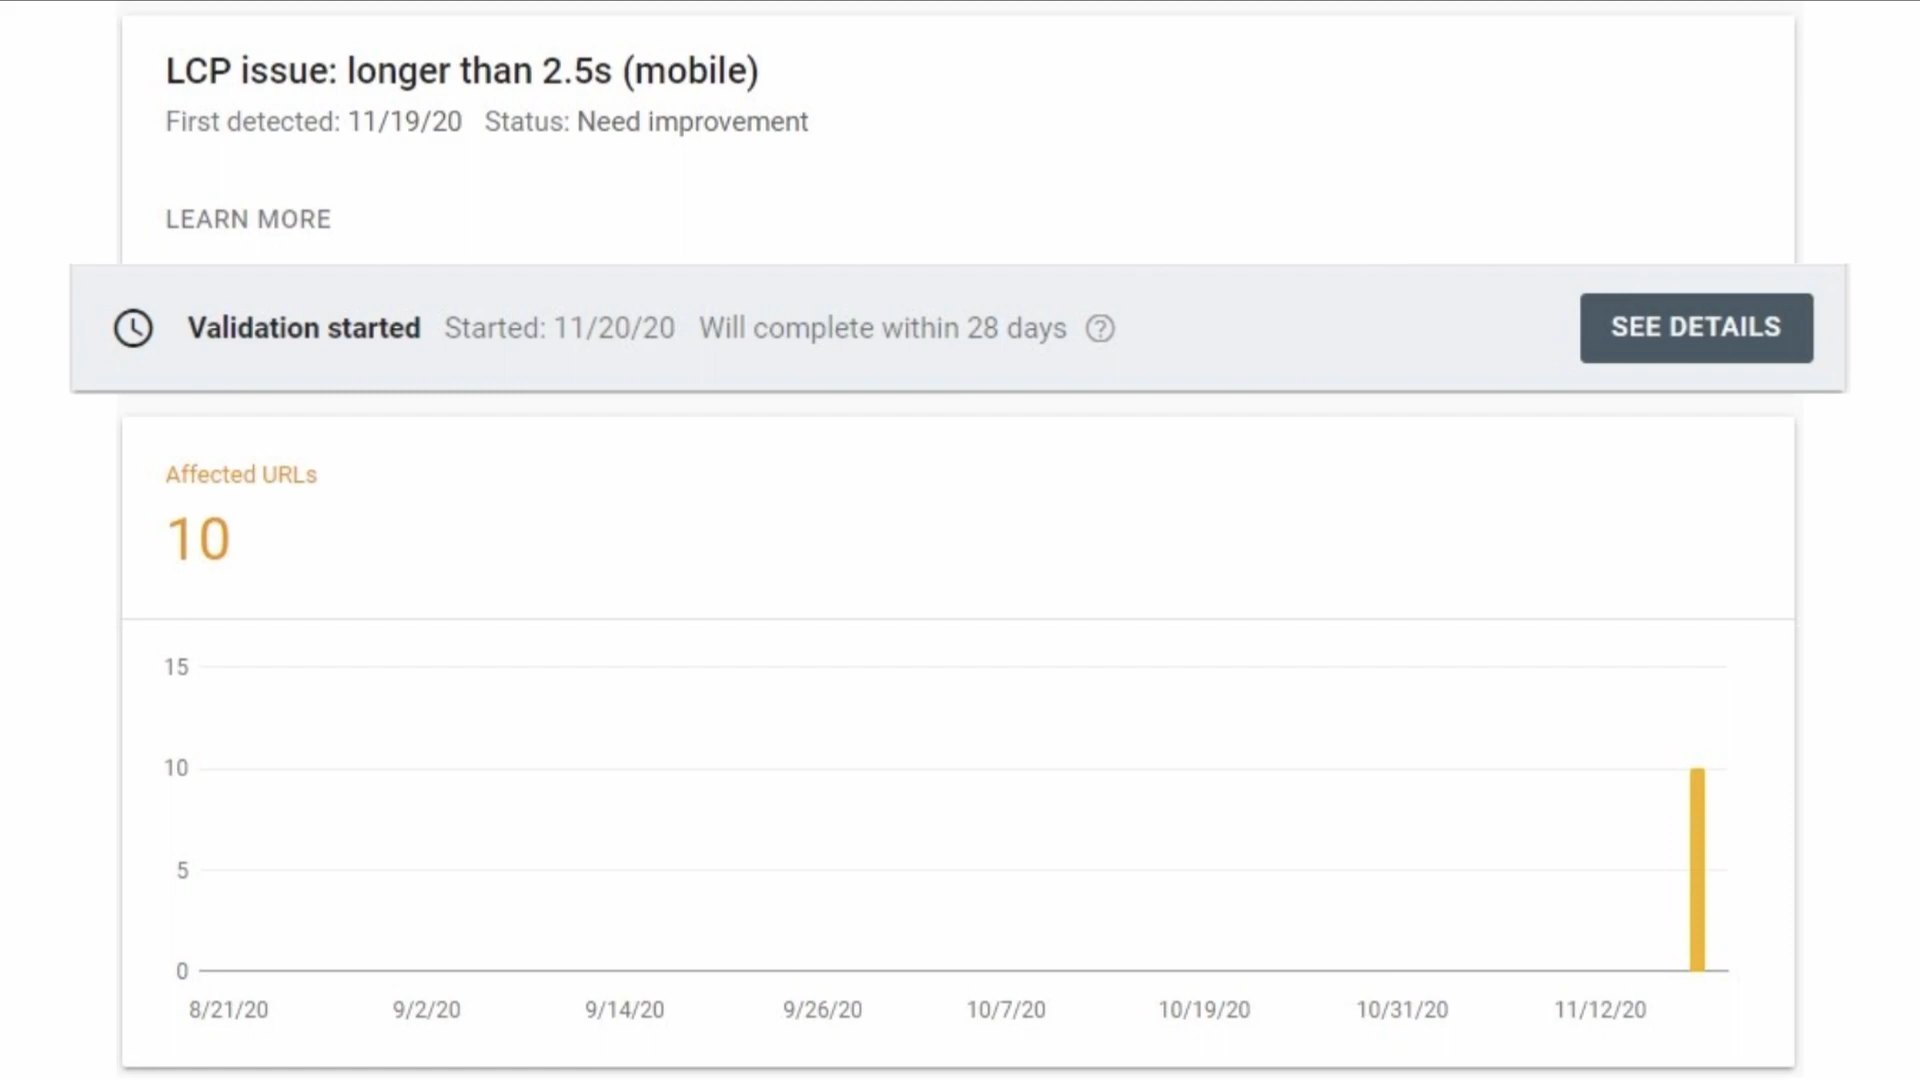 LCP issue: longer than 2.5s (mobile)
First detected: 11/19/20 Status: Need improvement
LEARN MORE
Validation started Started: 11/20/20 Will complete within 28 days ?
SEE DETAILS
Affected URLs
10
15
10
5
0
8/21/20 9/2/20 9/14/20 9/26/20 10/7/20 10/19/20 10/31/20 11/12/20